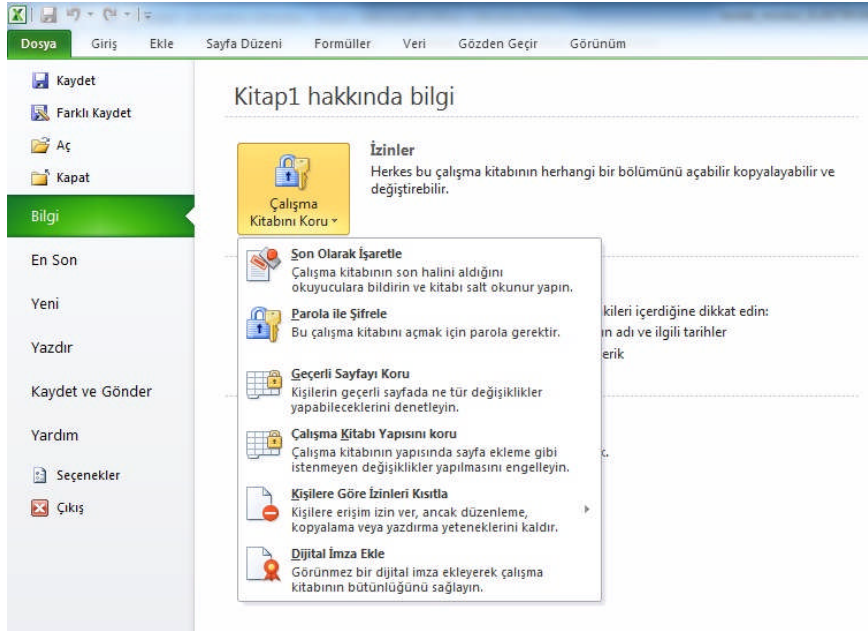 Dosya Giriş Ekle Sayfa Düzeni Formüller Veri Gözden Geçir Görünüm
Kaydet
Farklı Kaydet
Aç
Kapat
Bilgi
En Son
Yeni
Yazdır
Kaydet ve Gönder
Yardım
Seçenekler
Çıkış
Kitap1 hakkında bilgi
Çalışma
Kitabını Koru
İzinler
Herkes bu çalışma kitabının herhangi bir bölümünü açabilir kopyalayabilir ve
değiştirebilir.
Son Olarak İşaretle
Çalışma kitabının son halini aldığını
okuyuculara bildirin ve kitabı salt okunur yapın.
Parola ile Şifrele
Bu çalışma kitabını açmak için parola gerektir.
Geçerli Sayfayı Koru
Kişilerin geçerli sayfada ne tür değişiklikler
yapabileceklerini denetleyin.
Çalışma Kitabı Yapısını koru
Çalışma kitabının yapısında sayfa ekleme gibi
istenmeyen değişiklikler yapılmasını engelleyin.
Kişilere Göre İzinleri Kısıtla
Kişilere erişim izin ver, ancak düzenleme,
kopyalama veya yazdırma yeteneklerini kaldır.
Dijital İmza Ekle
Görünmez bir dijital imza ekleyerek çalışma
kitabının bütünlüğünü sağlayın.
kileri içerdiğine dikkat edin:
ın adı ve ilgili tarihler
erik